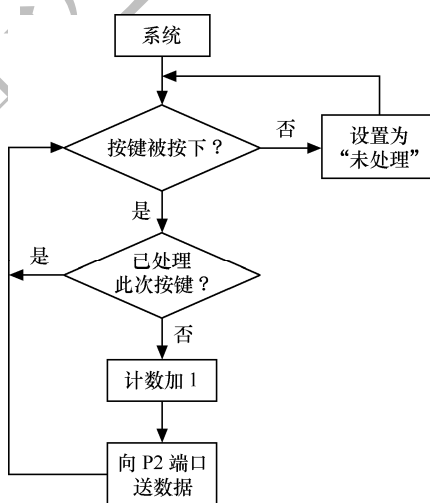 系统
按键被按下？
否
设置为
“未处理”
是
已处理
此次按键？
是
否
计数加 1
向 P2 端口
送数据